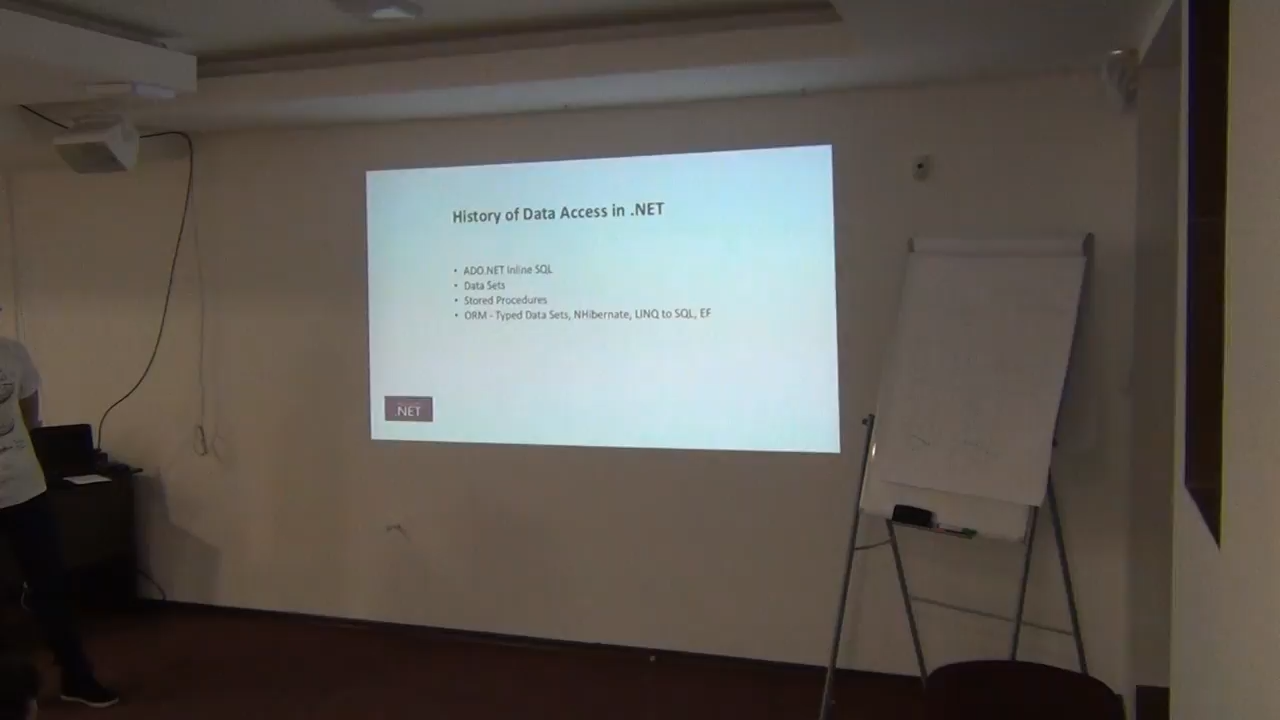 History of Data Access in .NET
• ADO.NET Inline SQL
• Data Sets
• Stored Procedures
• ORM - Typed Data Sets, NHibernate, LINQ to SQL, EF
.NET